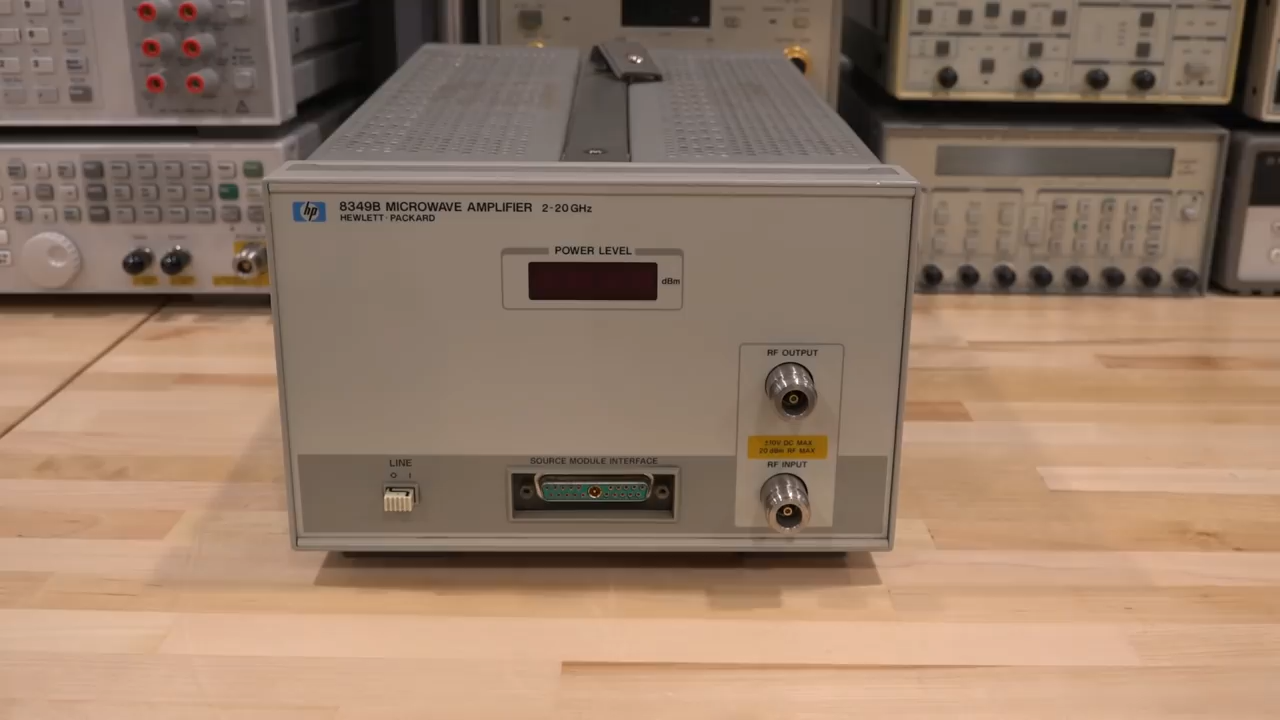 hp
8349B MICROWAVE AMPLIFIER 2-20 GHz
HEWLETT·PACKARD
POWER LEVEL
dBm
RF OUTPUT
±10V DC MAX
20 dBm RF MAX
RF INPUT
LINE
O I
SOURCE MODULE INTERFACE